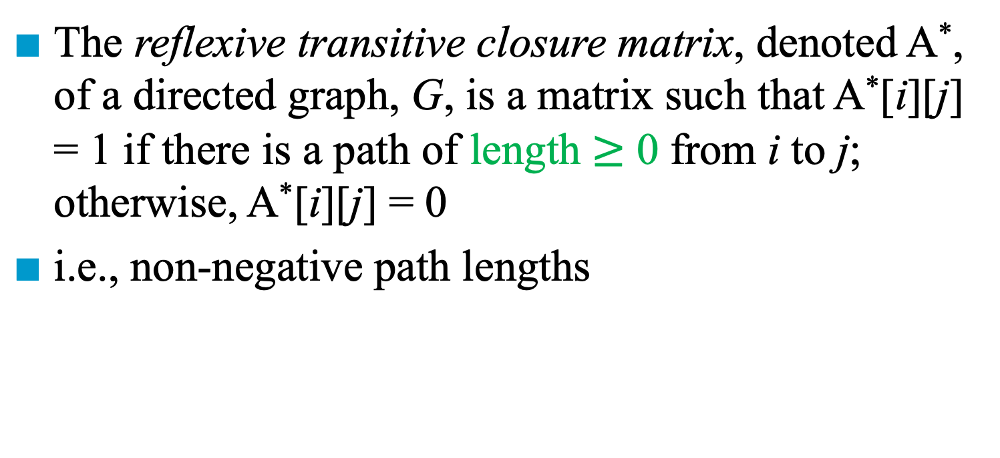 The reflexive transitive closure matrix, denoted A*,
of a directed graph, G, is a matrix such that A*[i][j]
= 1 if there is a path of length ≥ 0 from i to j;
otherwise, A*[i][j] = 0
i.e., non-negative path lengths